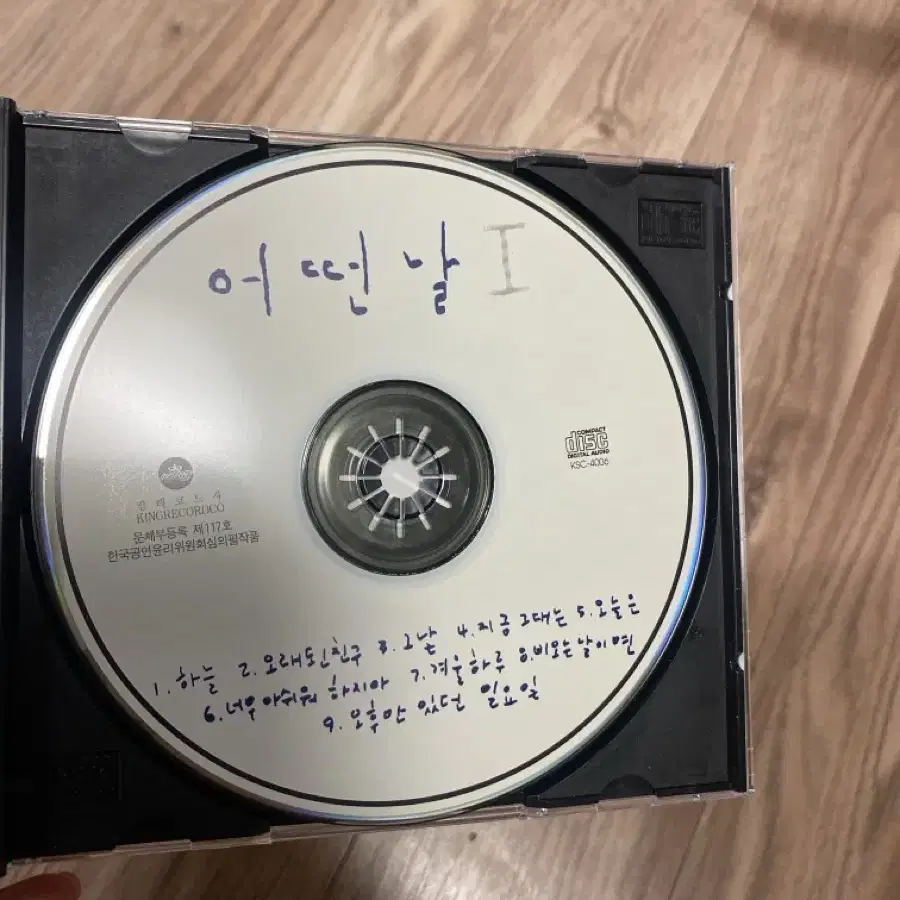 어떤날 I
COMPACT
disc
DIGITAL AUDIO
KSC-4006
킹레코드사
KINGRECORDCO
문체부등록 제117호
한국공연윤리위원회심의필작품
1. 하늘 2. 오래된친구 3. 그날 4. 지금그대는 5. 오늘은
6. 너무아쉬워 하지마 7. 겨울하루 8. 비오는날이면
9. 오후만 있던 일요일